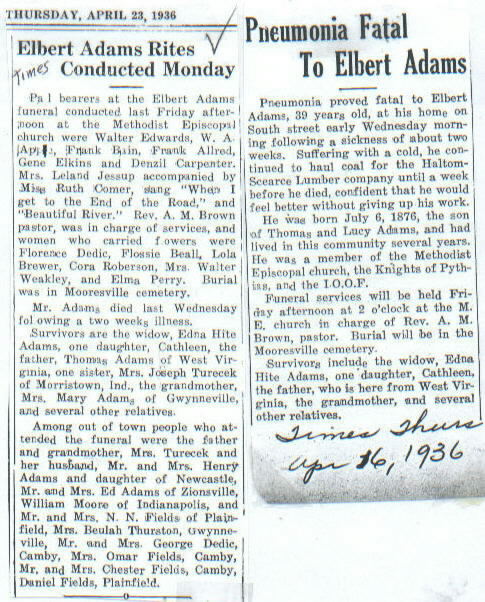 THURSDAY, APRIL 23, 1936
Elbert Adams Rites
Times
Conducted Monday
Pal bearers at the Elbert Adams
funeral conducted last Friday after-
noon at the Methodist Episcopal
church were Walter Edwards, W. A.
Frank Bain, Frank Allred,
Gene Elkins and Denzil Carpenter.
Mrs. Leland Jessup accompanied by
Miss Ruth Comer, sang "When I
get to the End of the Road," and
"Beautiful River." Rev. A. M. Brown
pastor, was in charge of services, and
women who carried flowers were
Florence Dedic, Flossie Beall, Lola
Brewer, Cora Roberson, Mrs. Walter
Weakley, and Elma Perry. Burial
was in Mooresville cemetery.
Mr. Adams died last Wednesday
fol owing a two weeks illness.
Survivors are the widow, Edna Hite
Adams, one daughter, Cathleen, the
father, Thomas Adams of West Vir-
ginia, one sister, Mrs. Joseph Turecek
of Morristown, Ind., the grandmother,
Mrs. Mary Adams of Gwynneville,
and several other relatives.
Among out of town people who at-
tended the funeral were the father
and grandmother, Mrs. Turecek and
her husband, Mr. and Mrs. Henry
Adams and daughter of Newcastle,
Mr. and Mrs. Ed Adams of Zionsville,
William Moore of Indianapolis, and
Mr. and Mrs. N. N. Fields of Plain-
field, Mrs. Beulah Thurston, Gwynne-
ville, Mr. and Mrs. George Dedic,
Camby, Mrs. Omar Fields, Camby,
Mr. and Mrs. Chester Fields, Camby,
Daniel Fields, Plainfield.
Pneumonia Fatal
To Elbert Adams
Pneumonia proved fatal to Elbert
Adams, 39 years old, at his home on
South street early Wednesday morn-
ing following a sickness of about two
weeks. Suffering with a cold, he con-
tinued to haul coal for the Haltom-
Scearce Lumber company until a week
before he died, confident that he would
feel better without giving up his work.
He was born July 6, 1876, the son
of Thomas and Lucy Adams, and had
lived in this community several years.
He was a member of the Methodist
Episcopal church, the Knights of Pyth-
ias, and the I.O.O.F.
Funeral services will be held Fri-
day afternoon at 2 o'clock at the M.
E. church in charge of Rev. A. M.
Brown, pastor. Burial will be in the
Mooresville cemetery.
Survivors include the widow, Edna
Hite Adams, one daughter, Cathleen,
the father, who is here from West Vir-
ginia, the grandmother, and several
other relatives.
Times Thurs
Apr 16, 1936